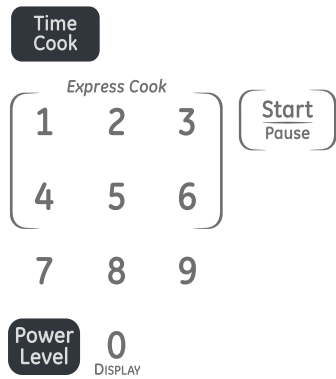 Time
Cook
Express Cook
1 2 3
Start
Pause
4 5 6
7 8 9
Power
Level
0
DISPLAY